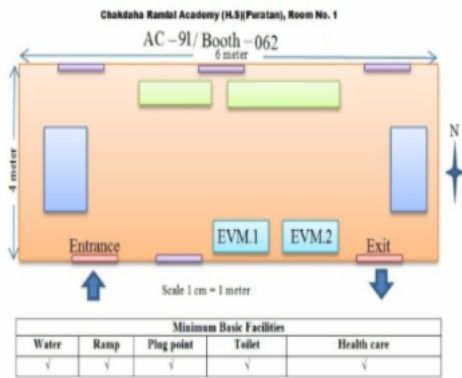 Chakdaha Ramlal Academy (H.S)(Puratan), Room No. 1
AC -91/ Booth -062
6 meter
4 meter
N
EVM.1
EVM.2
Entrance
Exit
Scale 1 cm = 1 meter
Minimum Basic Facilities
Water Ramp Plug point Toilet Health care
√ √ √ √ √